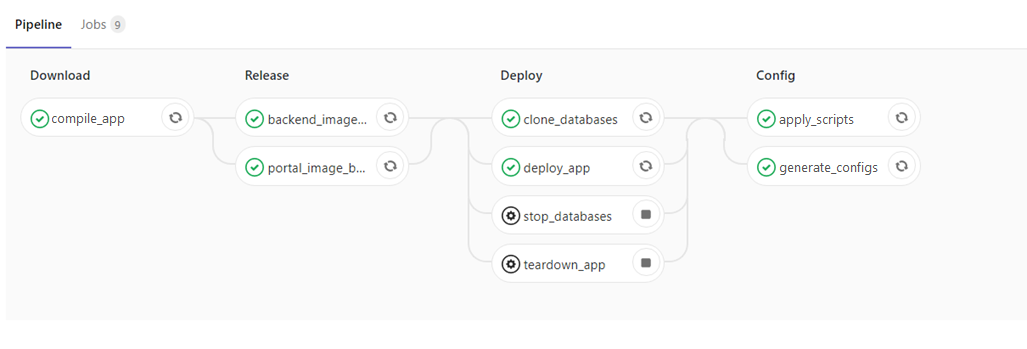 Pipeline Jobs 9
Download Release Deploy Config
compile_app backend_image... clone_databases apply_scripts
portal_image_b... deploy_app generate_configs
stop_databases
teardown_app